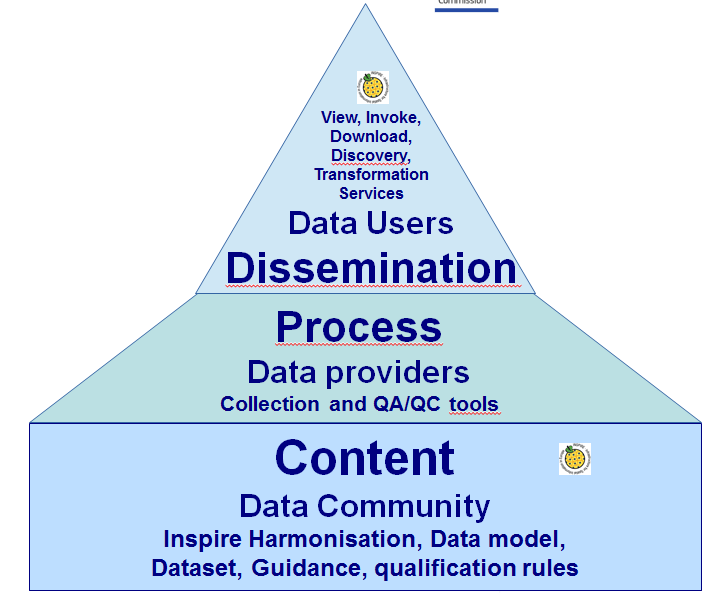 Commission
View, Invoke,
Download,
Discovery,
Transformation
Services
Data Users
Dissemination
Process
Data providers
Collection and QA/QC tools
Content
Data Community
Inspire Harmonisation, Data model,
Dataset, Guidance, qualification rules